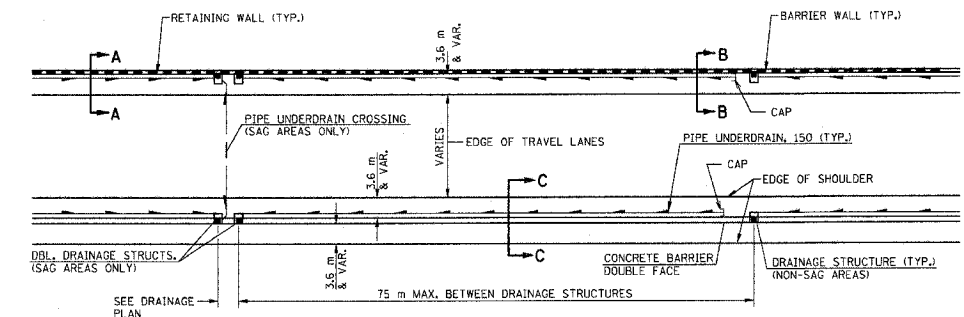 RETAINING WALL (TYP.)
BARRIER WALL (TYP.)
3.6 m
& VAR.
A
B
A
B
CAP
PIPE UNDERDRAIN CROSSING
(SAG AREAS ONLY)
VARIES
EDGE OF TRAVEL LANES
PIPE UNDERDRAIN, 150 (TYP.)
3.6 m
& VAR.
C
CAP
EDGE OF SHOULDER
C
DBL. DRAINAGE STRUCTS.
(SAG AREAS ONLY)
3.6 m
& VAR.
CONCRETE BARRIER
DOUBLE FACE
DRAINAGE STRUCTURE (TYP.)
(NON-SAG AREAS)
75 m MAX. BETWEEN DRAINAGE STRUCTURES
SEE DRAINAGE
PLAN